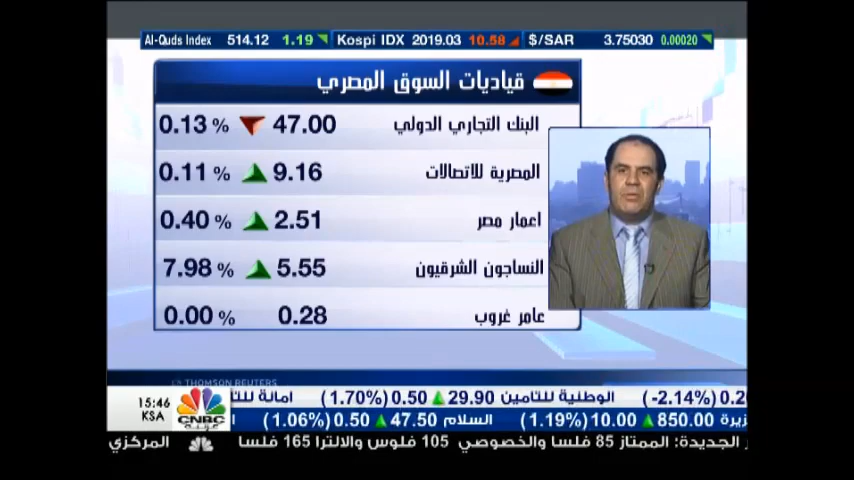 Al-Quds Index 514.12 1.19 Kospi IDX 2019.03 10.58 $/SAR 3.75030 0.00020
قياديات السوق المصري
البنك التجاري الدولي 47.00 0.13 %
المصرية للاتصالات 9.16 0.11 %
اعمار مصر 2.51 0.40 %
النساجون الشرقيون 5.55 7.98 %
عامر غروب 0.28 0.00 %
THOMSON REUTERS
(-2.14%) الوطنية للتامين 29.90 0.50 (1.70%) امانة
15:46
KSA
CNBC
عربية
850.00 10.00 (1.19%) السلام 47.50 0.50 (1.06%)
الجديدة: الممتاز 85 فلسا والخصوصي 105 فلوس والالترا 165 فلسا المركزي